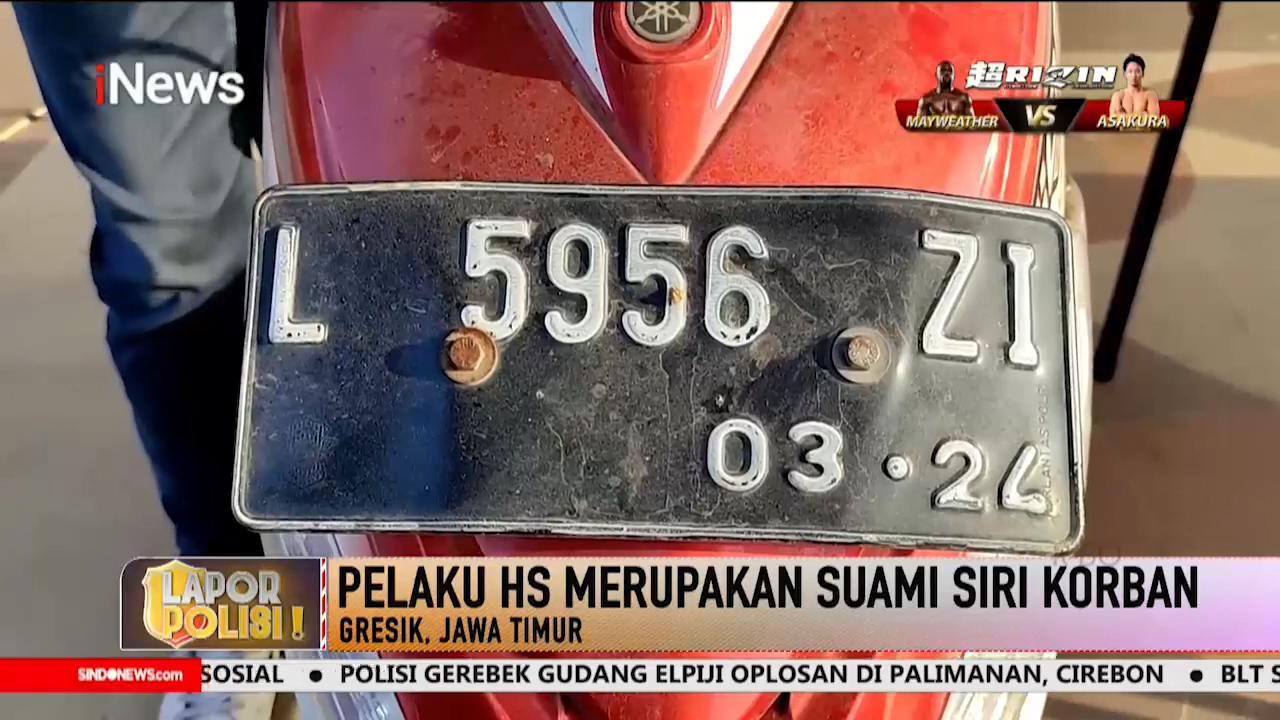 iNews
超RIZIN
MAYWEATHER VS ASAKURA
L 5956 ZI
03 · 24
LAPOR
POLISI !
PELAKU HS MERUPAKAN SUAMI SIRI KORBAN
GRESIK, JAWA TIMUR
SINDONEWS.com
SOSIAL ● POLISI GEREBEK GUDANG ELPIJI OPLOSAN DI PALIMANAN, CIREBON ● BLT S